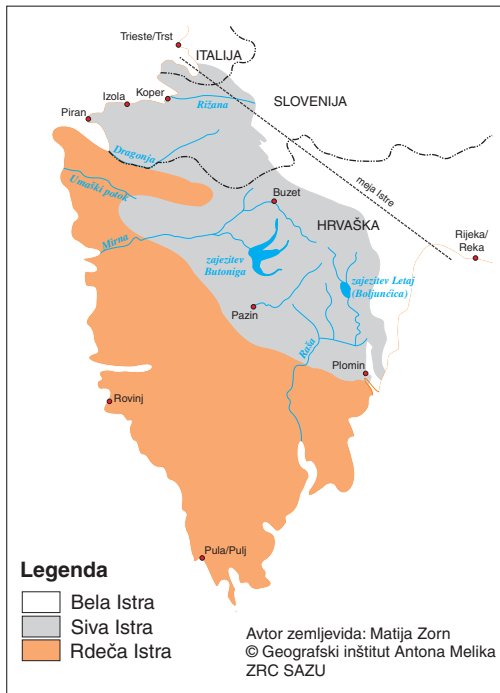 Trieste/Trst
ITALIJA
SLOVENIJA
Koper
Izola
Piran
Rižana
Dragonja
meja Istre
Umaški potok
Buzet
HRVAŠKA
Mirna
Rijeka/
Reka
zajezitev
Butoniga
zajezitev Letaj
(Boljunčica)
Pazin
Raša
Plomin
Rovinj
Pula/Pulj
Legenda
Bela Istra
Siva Istra
Rdeča Istra
Avtor zemljevida: Matija Zorn
© Geografski inštitut Antona Melika
ZRC SAZU